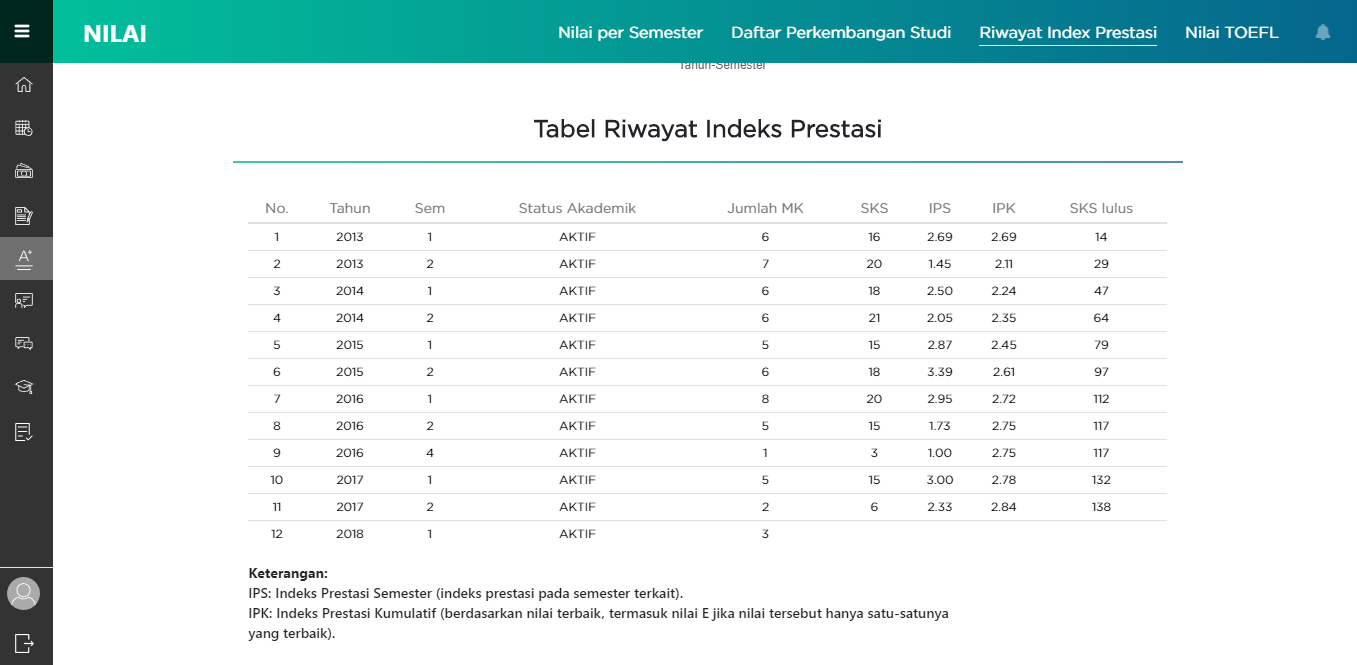 NILAI Nilai per Semester Daftar Perkembangan Studi Riwayat Index Prestasi Nilai TOEFL
Tahun-Semester
Tabel Riwayat Indeks Prestasi
No. Tahun Sem Status Akademik Jumlah MK SKS IPS IPK SKS lulus
1 2013 1 AKTIF 6 16 2.69 2.69 14
2 2013 2 AKTIF 7 20 1.45 2.11 29
3 2014 1 AKTIF 6 18 2.50 2.24 47
4 2014 2 AKTIF 6 21 2.05 2.35 64
5 2015 1 AKTIF 5 15 2.87 2.45 79
6 2015 2 AKTIF 6 18 3.39 2.61 97
7 2016 1 AKTIF 8 20 2.95 2.72 112
8 2016 2 AKTIF 5 15 1.73 2.75 117
9 2016 4 AKTIF 1 3 1.00 2.75 117
10 2017 1 AKTIF 5 15 3.00 2.78 132
11 2017 2 AKTIF 2 6 2.33 2.84 138
12 2018 1 AKTIF 3
Keterangan:
IPS: Indeks Prestasi Semester (indeks prestasi pada semester terkait).
IPK: Indeks Prestasi Kumulatif (berdasarkan nilai terbaik, termasuk nilai E jika nilai tersebut hanya satu-satunya
yang terbaik).